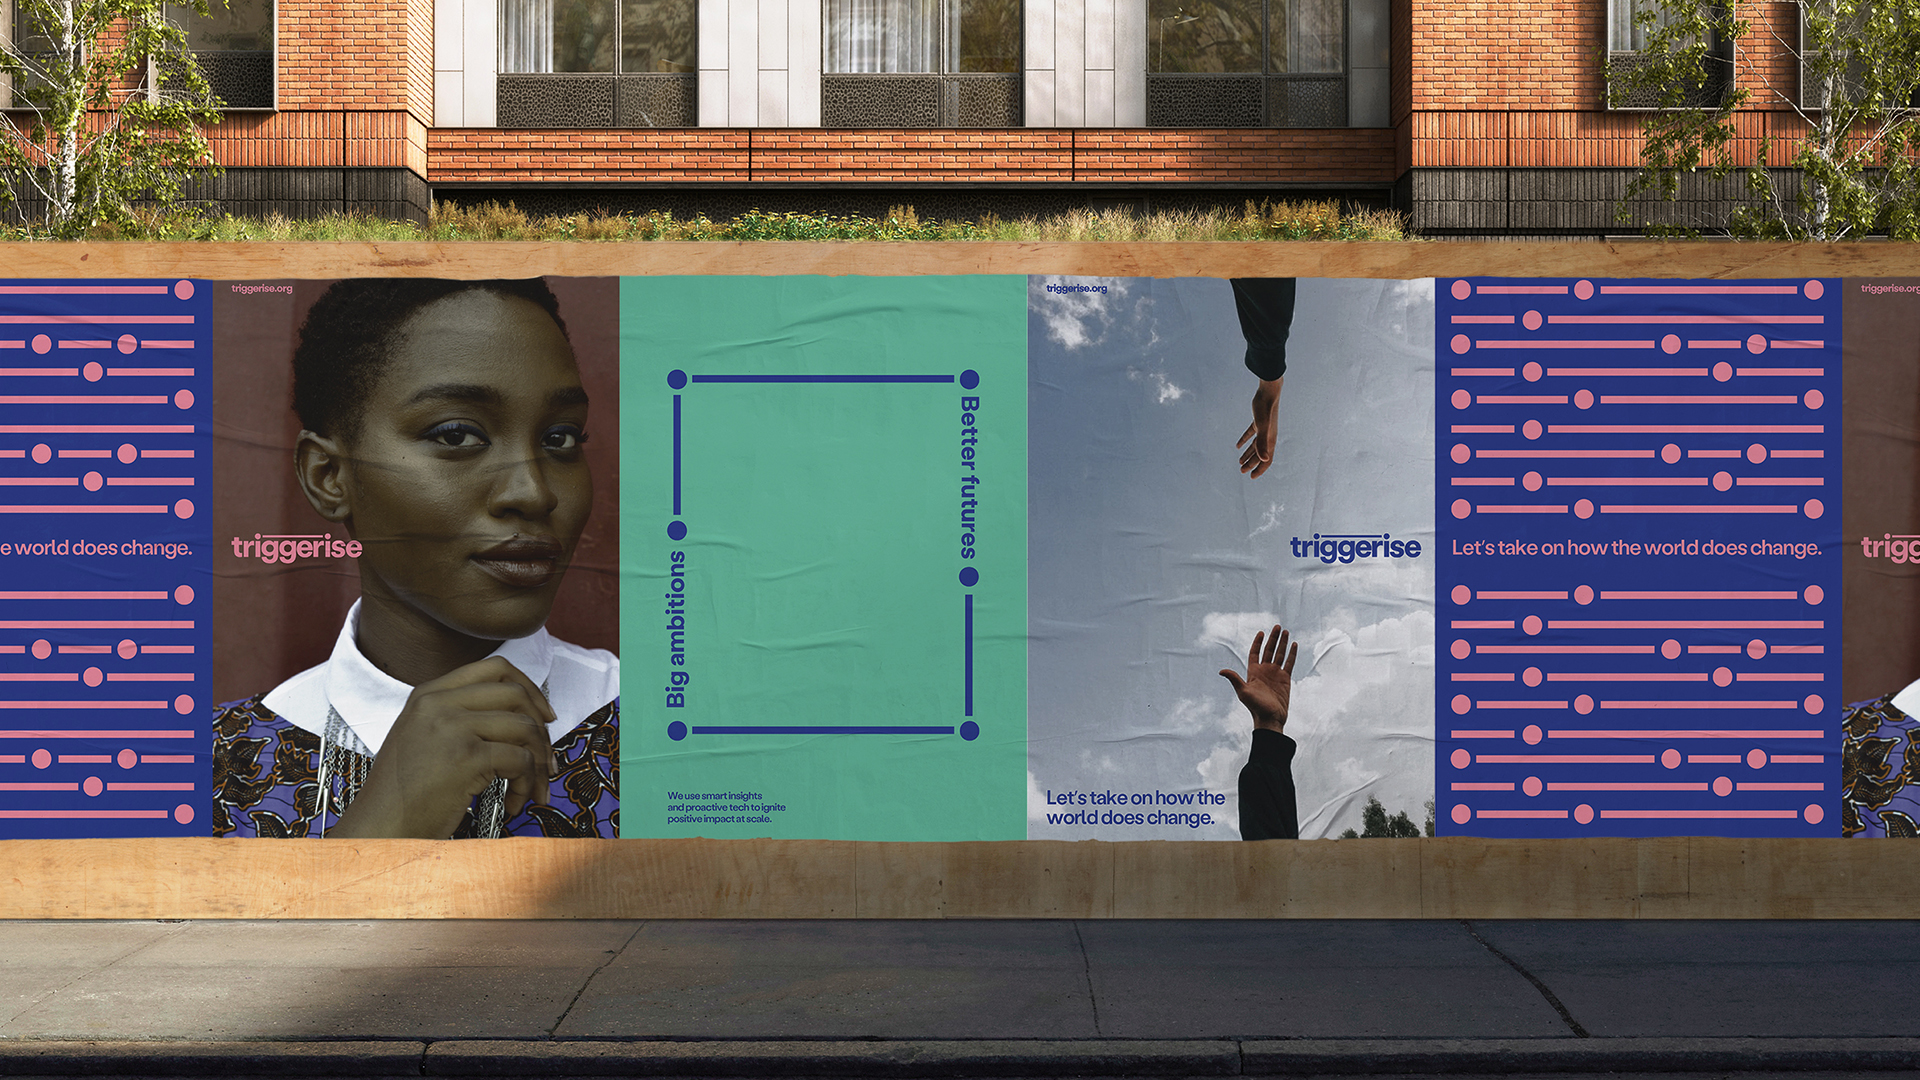 e world does change.
triggerise.org
triggerise
Big ambitions
Better futures
We use smart insights
and proactive tech to ignite
positive impact at scale.
triggerise.org
triggerise
Let's take on how the
world does change.
Let's take on how the world does change.
triggerise.org
trigg